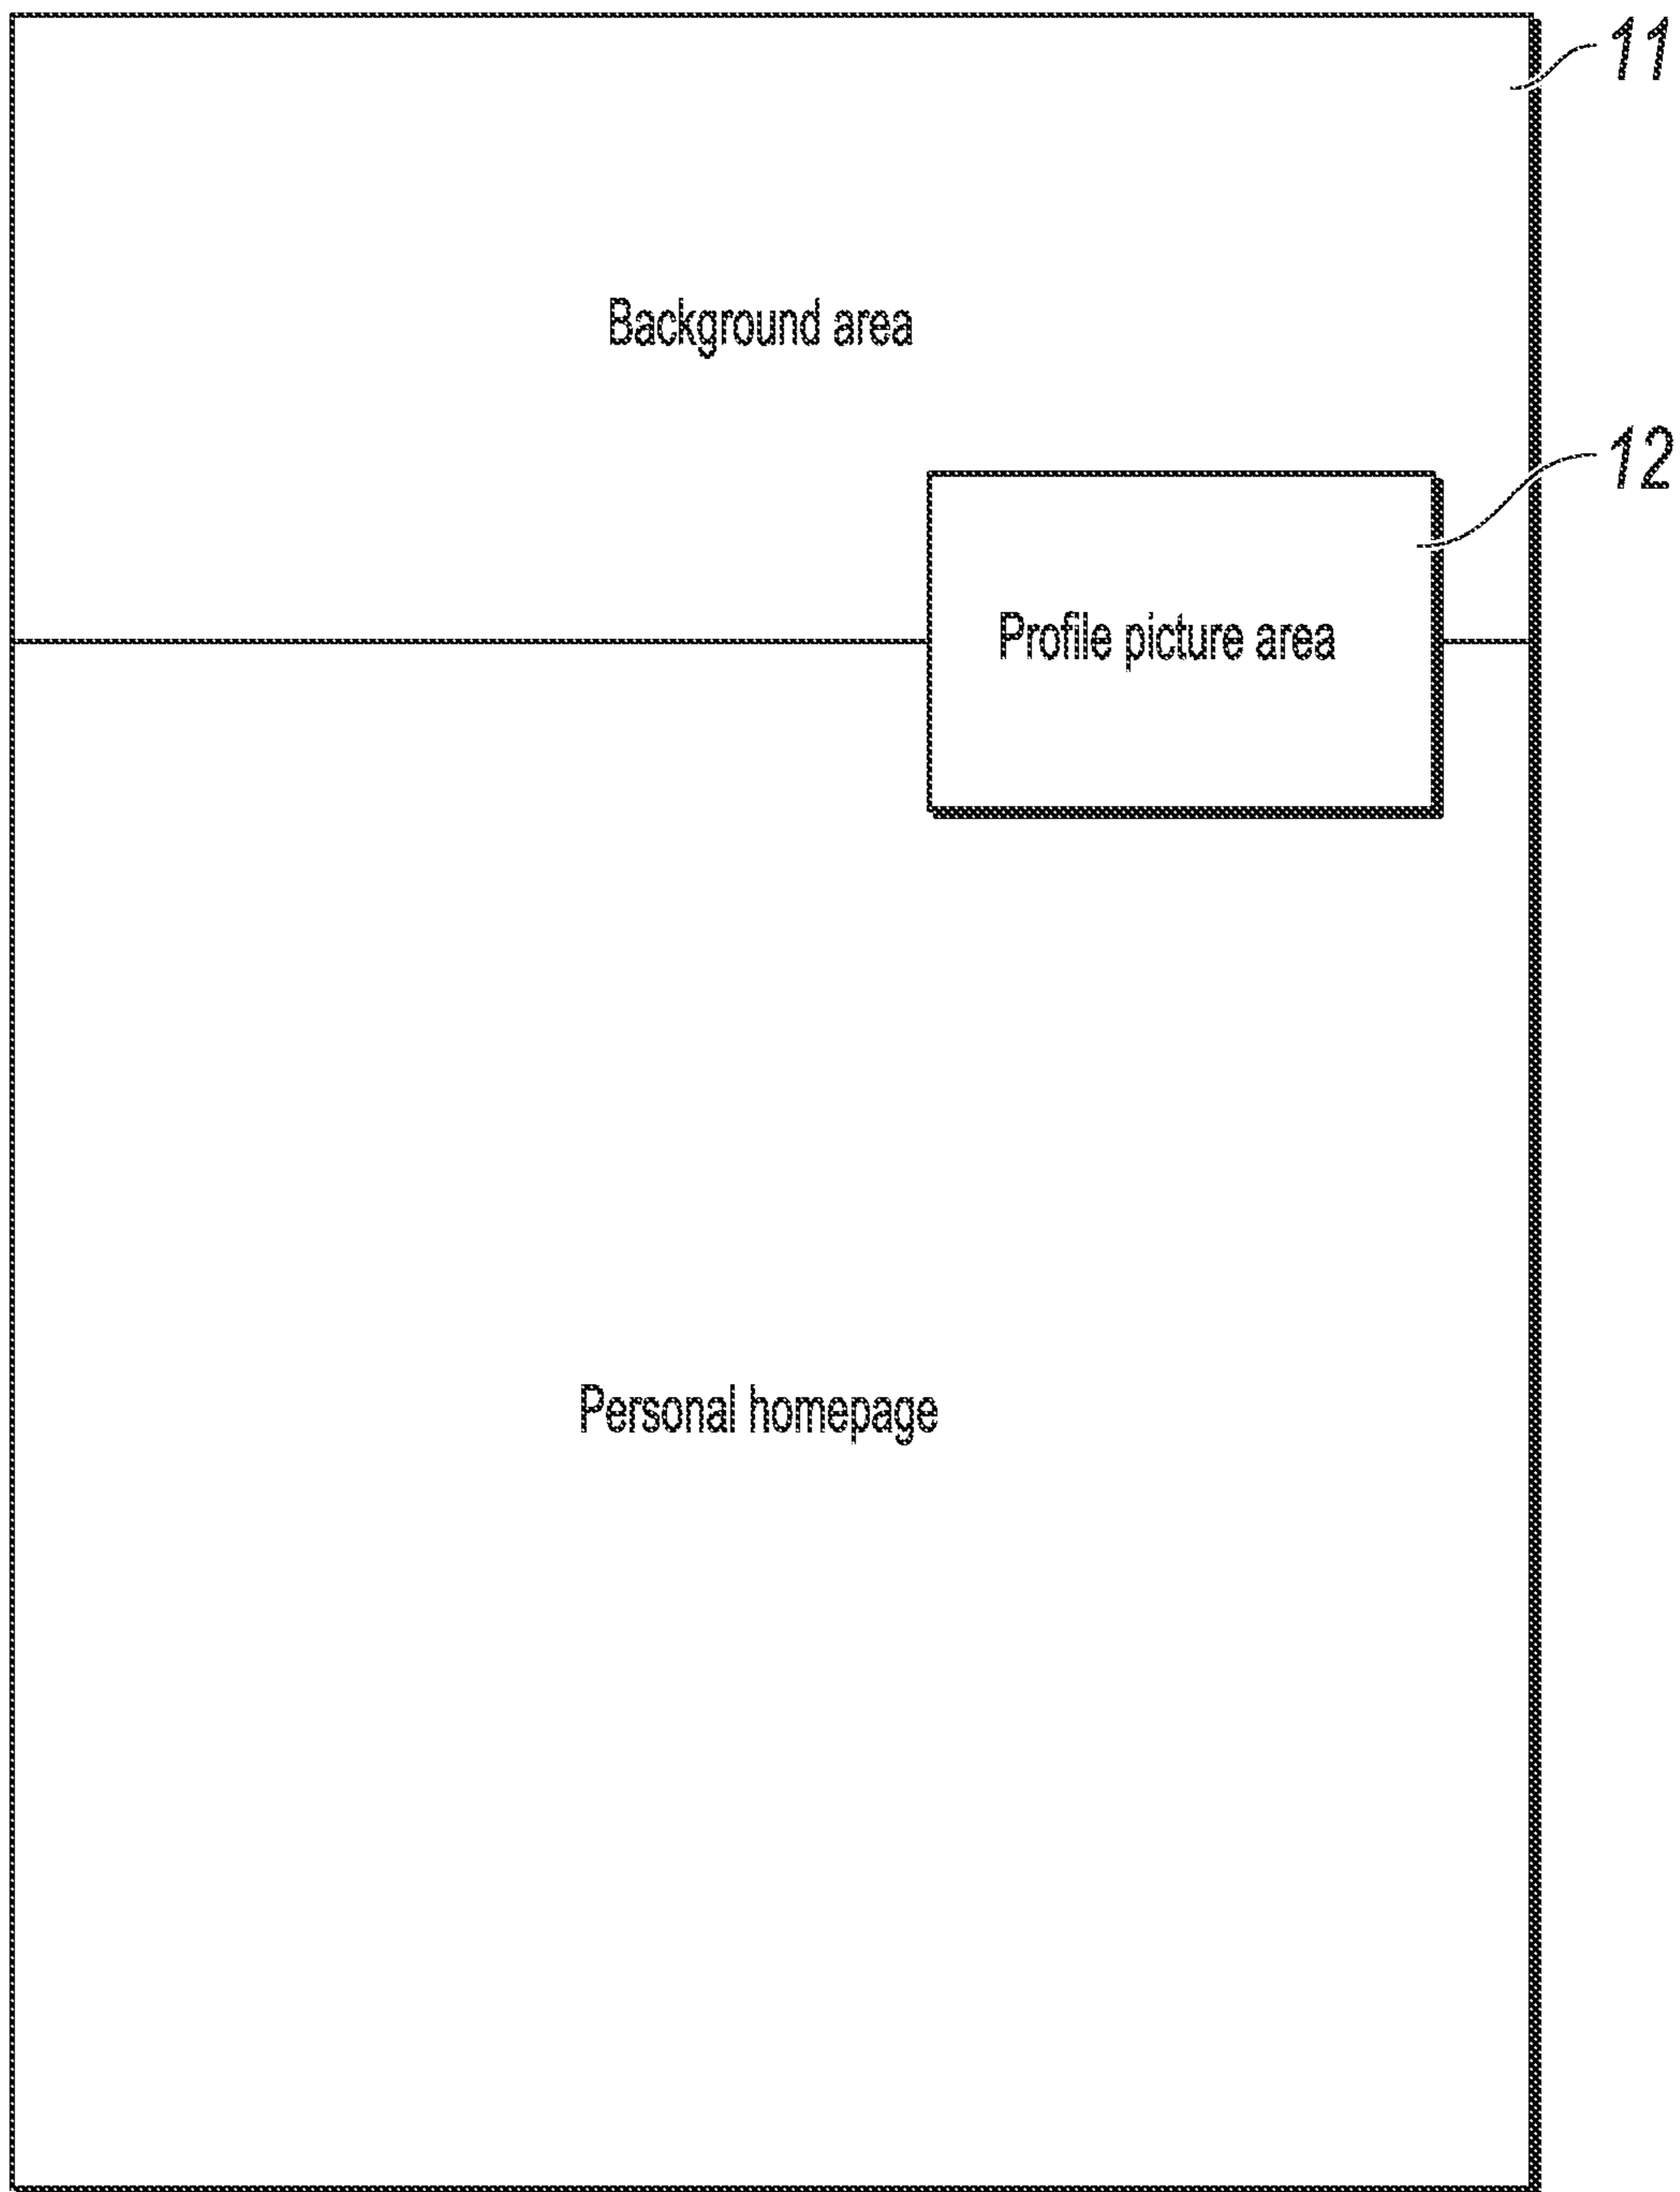 11
Background area
12
Profile picture area
Personal homepage